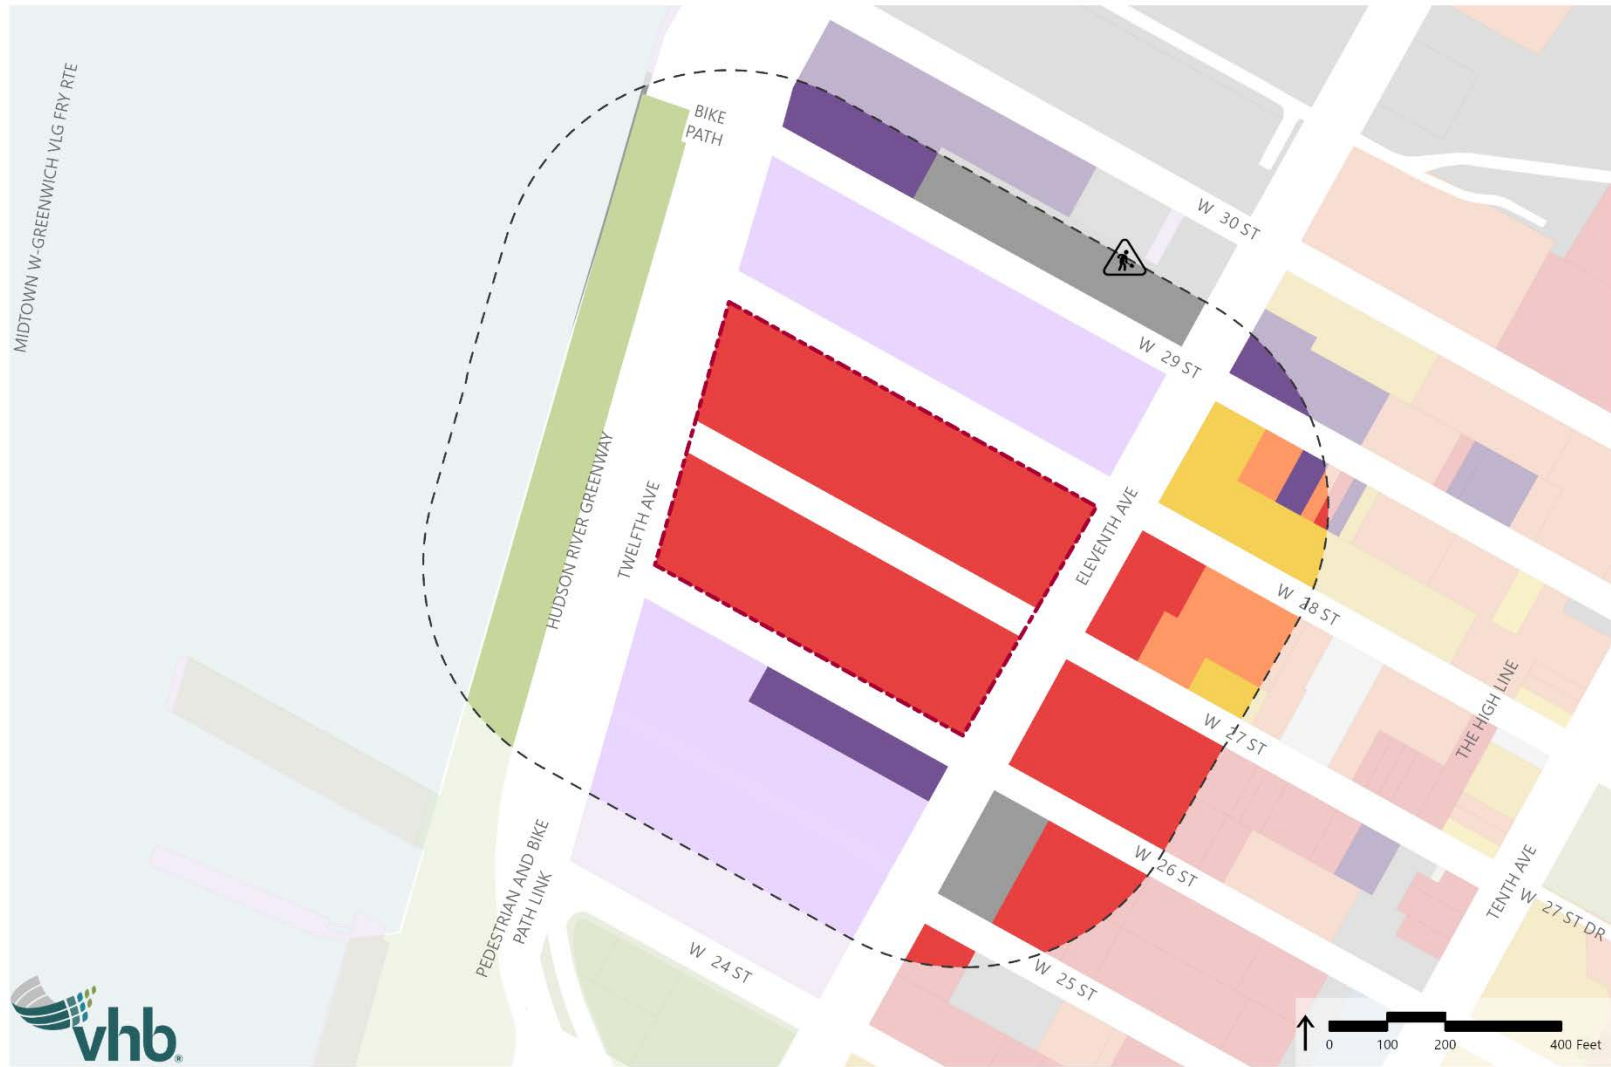 MIDTOWN W-GREENWICH VLG FRY RTE
BIKE
PATH
W 30 ST
W 29 ST
HUDSON RIVER GREENWAY
TWELFTH AVE
ELEVENTH AVE
W 28 ST
THE HIGH LINE
W 27 ST
W 26 ST
TENTH AVE
W 27 ST DR
PEDESTRIAN AND BIKE
PATH LINK
W 24 ST
W 25 ST
vhb®
0 100 200 400 Feet